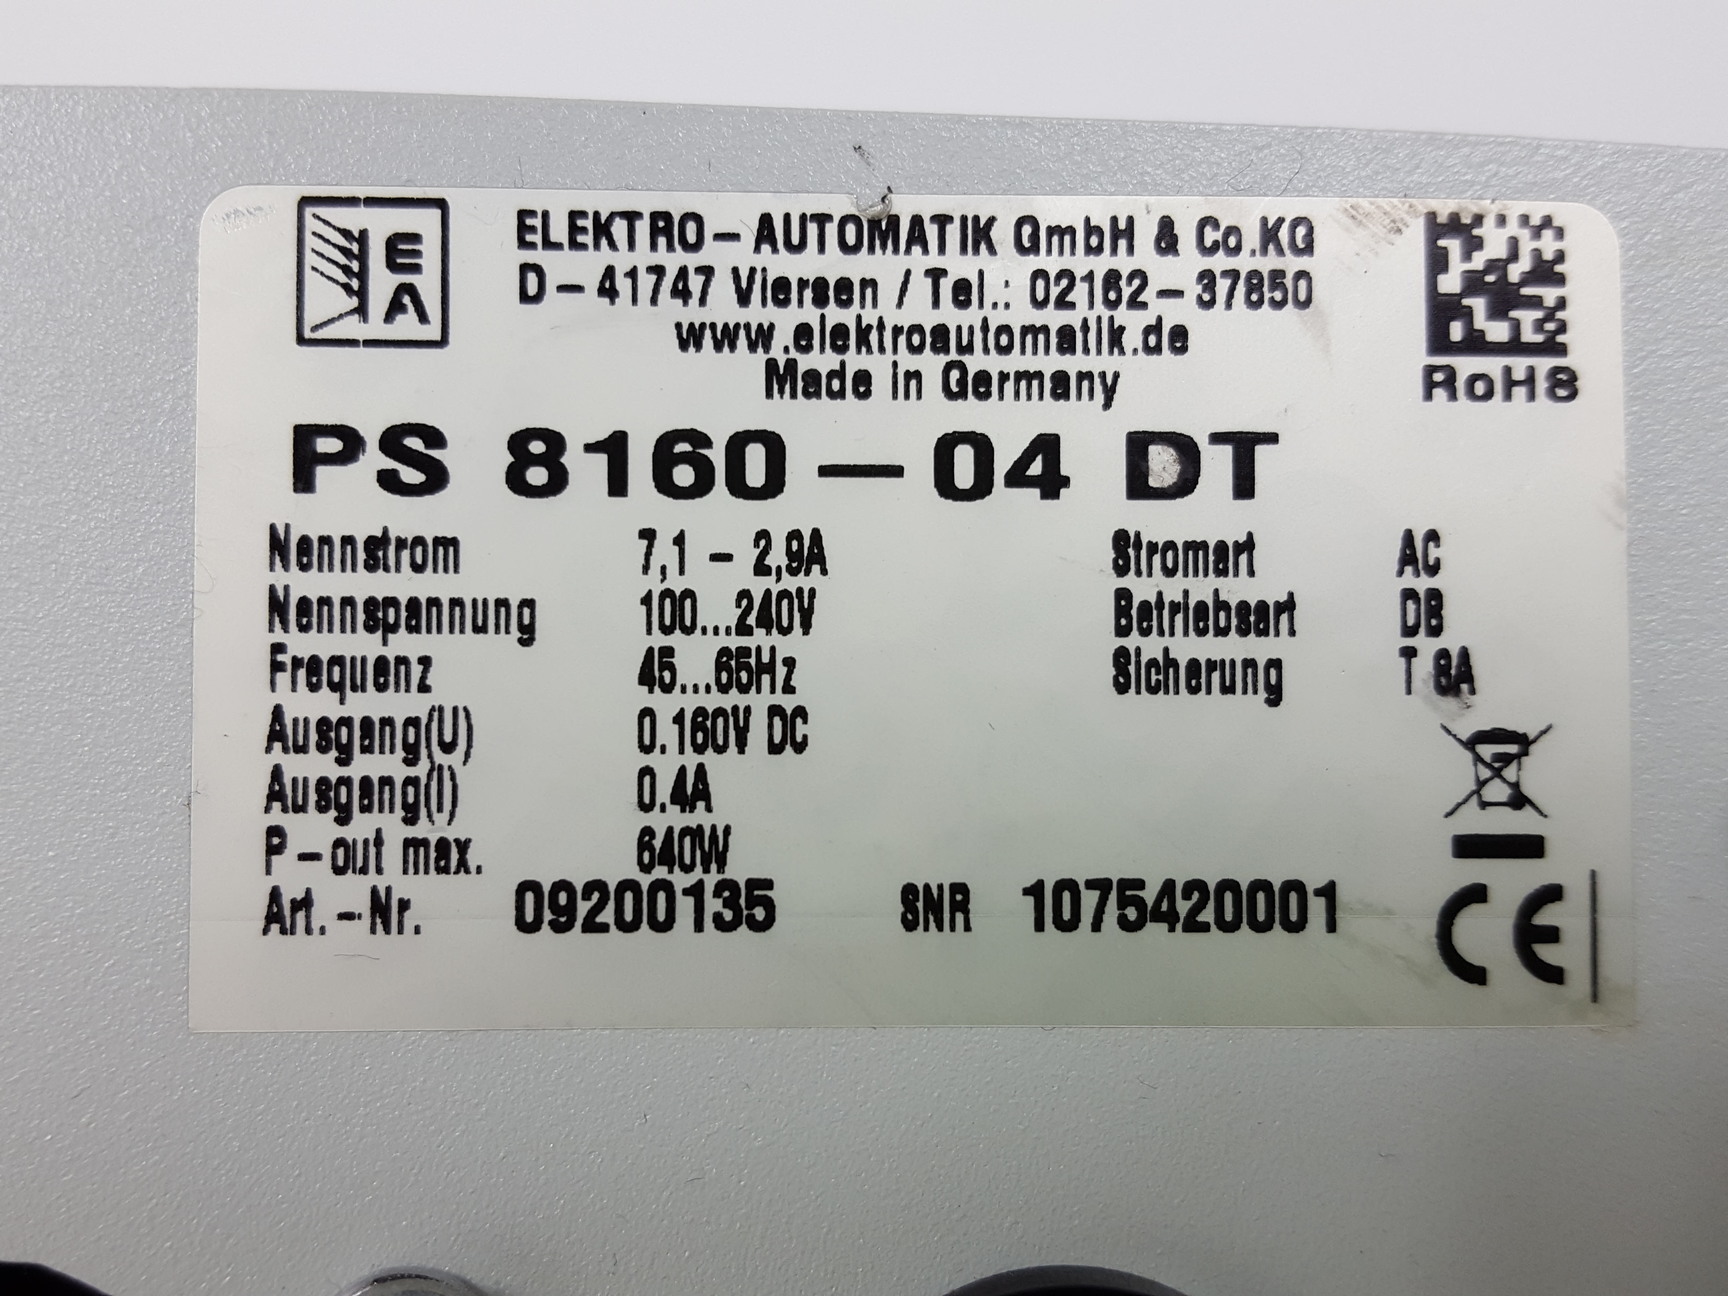 EA
ELEKTRO-AUTOMATIK GmbH & Co.KG
D-41747 Viersen / Tel.: 02162-37850
www.elektroautomatik.de
Made in Germany
RoHS
PS 8160-04 DT
Nennstrom 7,1 - 2,9A Stromart AC
Nennspannung 100...240V Betriebsart DB
Frequenz 45...65Hz Sicherung T 8A
Ausgang(U) 0.160V DC
Ausgang(I) 0.4A
P-out max. 640W
Art.-Nr. 09200135 SNR 1075420001
CE